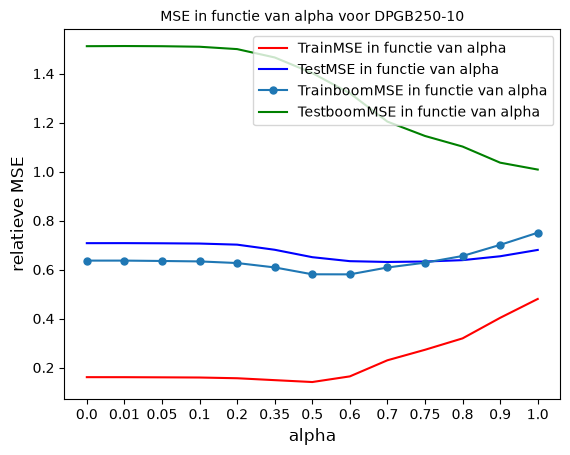 MSE in functie van alpha voor DPGB250-10
TrainMSE in functie van alpha
TestMSE in functie van alpha
TrainboomMSE in functie van alpha
TestboomMSE in functie van alpha
relatieve MSE
1.4
1.2
1.0
0.8
0.6
0.4
0.2
0.0 0.01 0.05 0.1 0.2 0.35 0.5 0.6 0.7 0.75 0.8 0.9 1.0
alpha